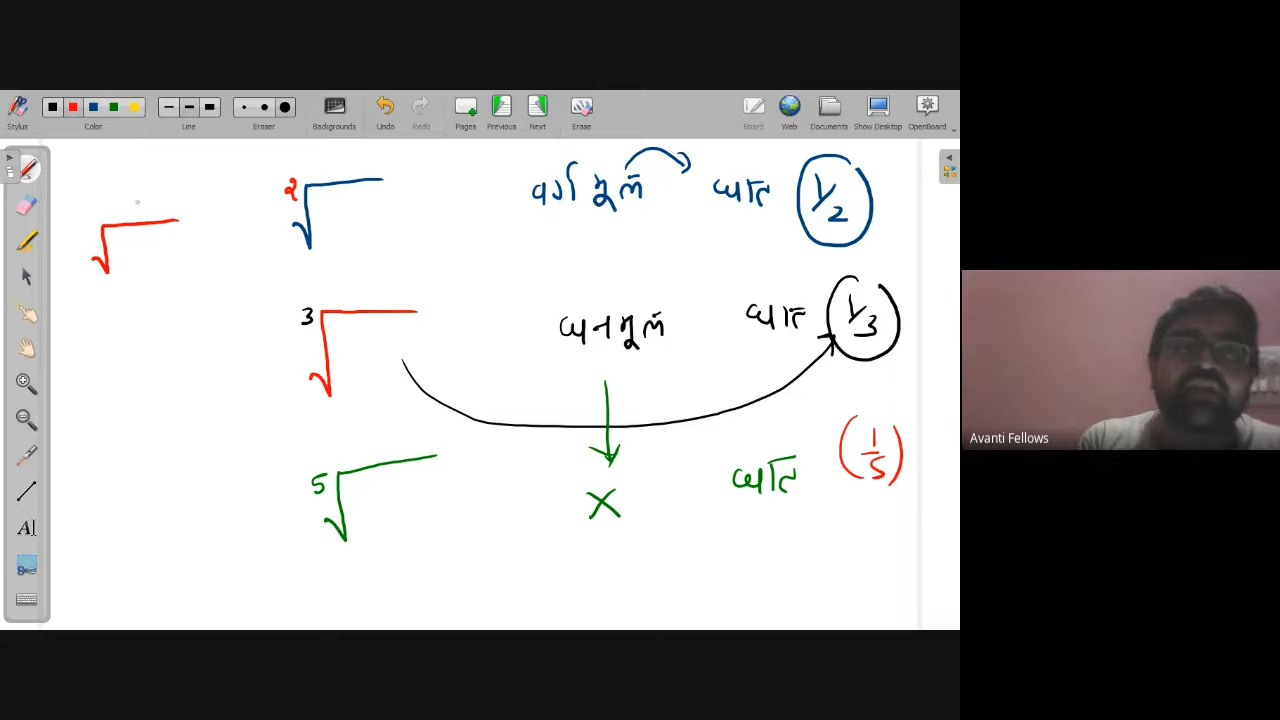 Stylus Color Line Eraser Backgrounds Undo Redo Pages Previous Next Erase Board Web Documents Show Desktop OpenBoard
2√ वर्ग मूल घात 1/2
√
3√ घनमूल घात 1/3
5√ X घात (1/5)
Avanti Fellows